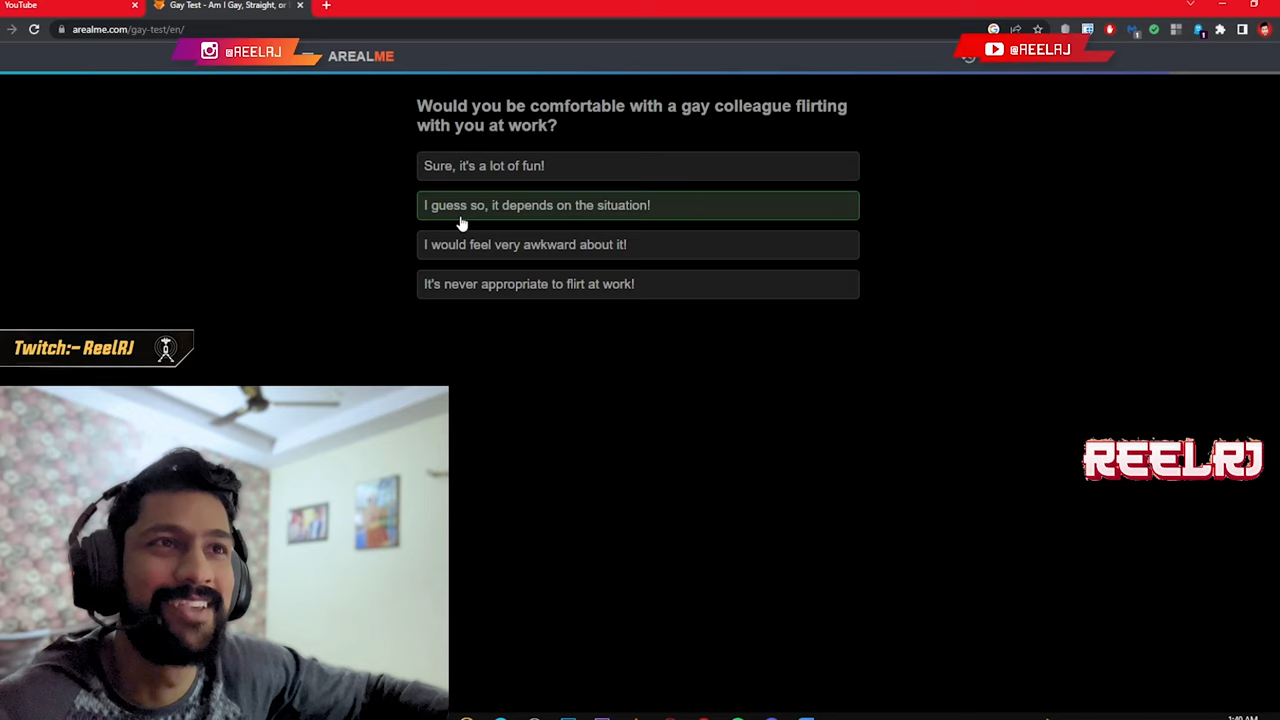 YouTube
Gay Test - Am I Gay, Straight, or
arealme.com/gay-test/en/
@REELRJ
AREALME
@REELRJ
Would you be comfortable with a gay colleague flirting
with you at work?
Sure, it's a lot of fun!
I guess so, it depends on the situation!
I would feel very awkward about it!
It's never appropriate to flirt at work!
Twitch:- ReelRJ
REELRJ